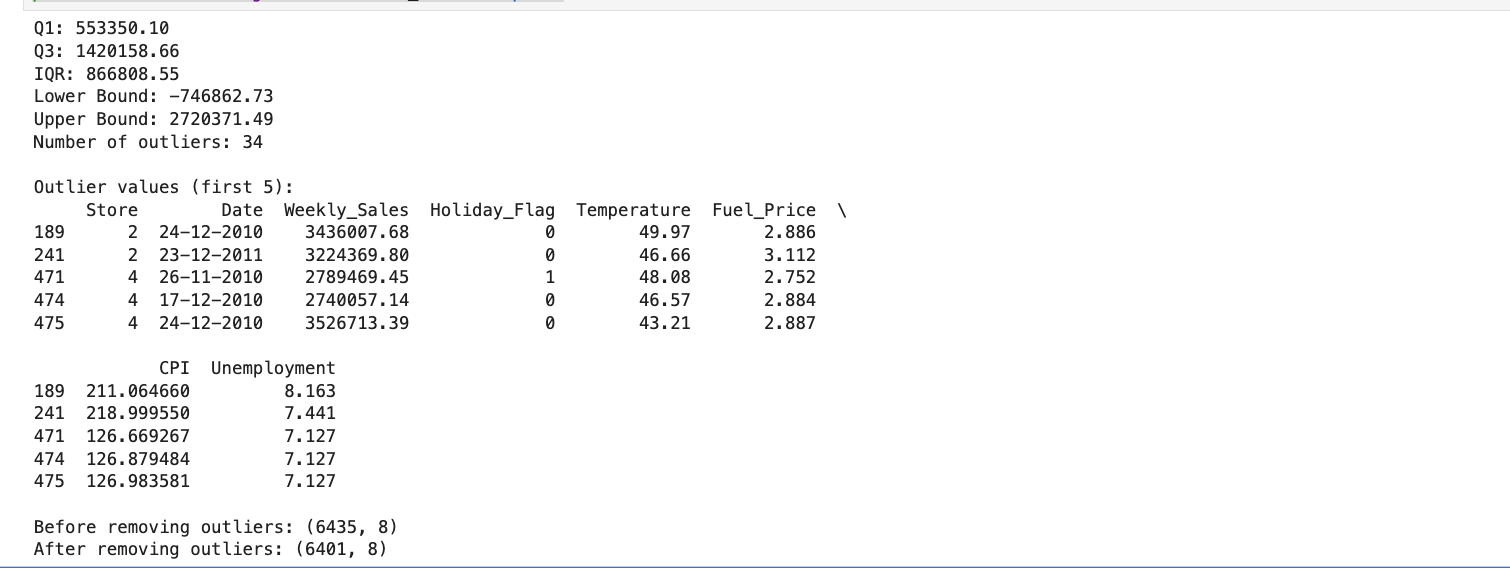 Q1: 553350.10
Q3: 1420158.66
IQR: 866808.55
Lower Bound: -746862.73
Upper Bound: 2720371.49
Number of outliers: 34
Outlier values (first 5):
     Store        Date  Weekly_Sales  Holiday_Flag  Temperature  Fuel_Price  \
189      2  24-12-2010    3436007.68             0        49.97       2.886
241      2  23-12-2011    3224369.80             0        46.66       3.112
471      4  26-11-2010    2789469.45             1        48.08       2.752
474      4  17-12-2010    2740057.14             0        46.57       2.884
475      4  24-12-2010    3526713.39             0        43.21       2.887
            CPI  Unemployment
189  211.064660         8.163
241  218.999550         7.441
471  126.669267         7.127
474  126.879484         7.127
475  126.983581         7.127
Before removing outliers: (6435, 8)
After removing outliers: (6401, 8)